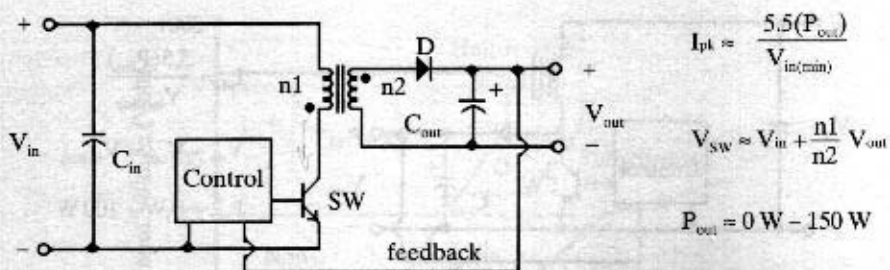 +
V_in
−
C_in
Control
n1
n2
SW
D
C_out
+
+
V_out
−
feedback
I_pk ≈ 5.5(P_out) / V_in(min)
V_SW ≈ V_in + n1/n2 V_out
P_out ≈ 0 W – 150 W